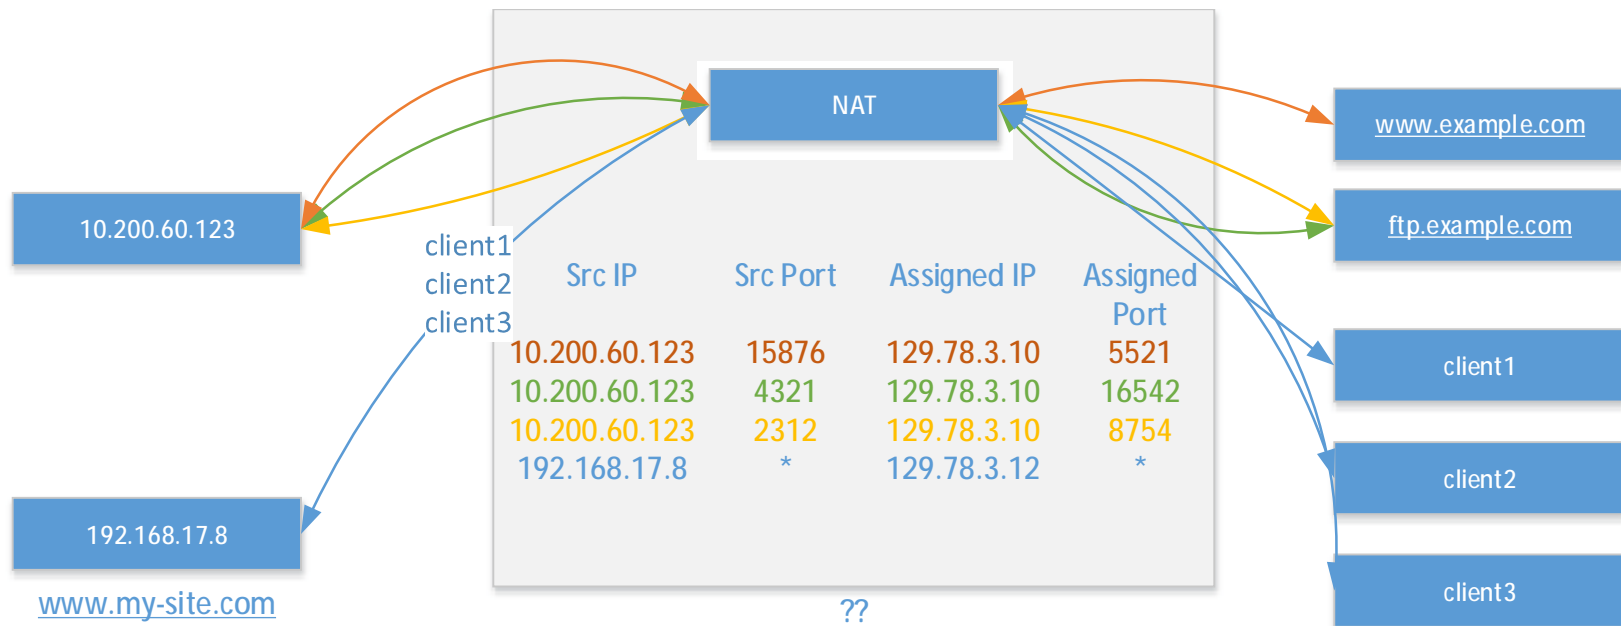 NAT
www.example.com
10.200.60.123
ftp.example.com
client1
client2
client3
Src IP Src Port Assigned IP Assigned
Port
10.200.60.123 15876 129.78.3.10 5521
10.200.60.123 4321 129.78.3.10 16542
10.200.60.123 2312 129.78.3.10 8754
192.168.17.8 * 129.78.3.12 *
client1
client2
192.168.17.8
client3
www.my-site.com
??